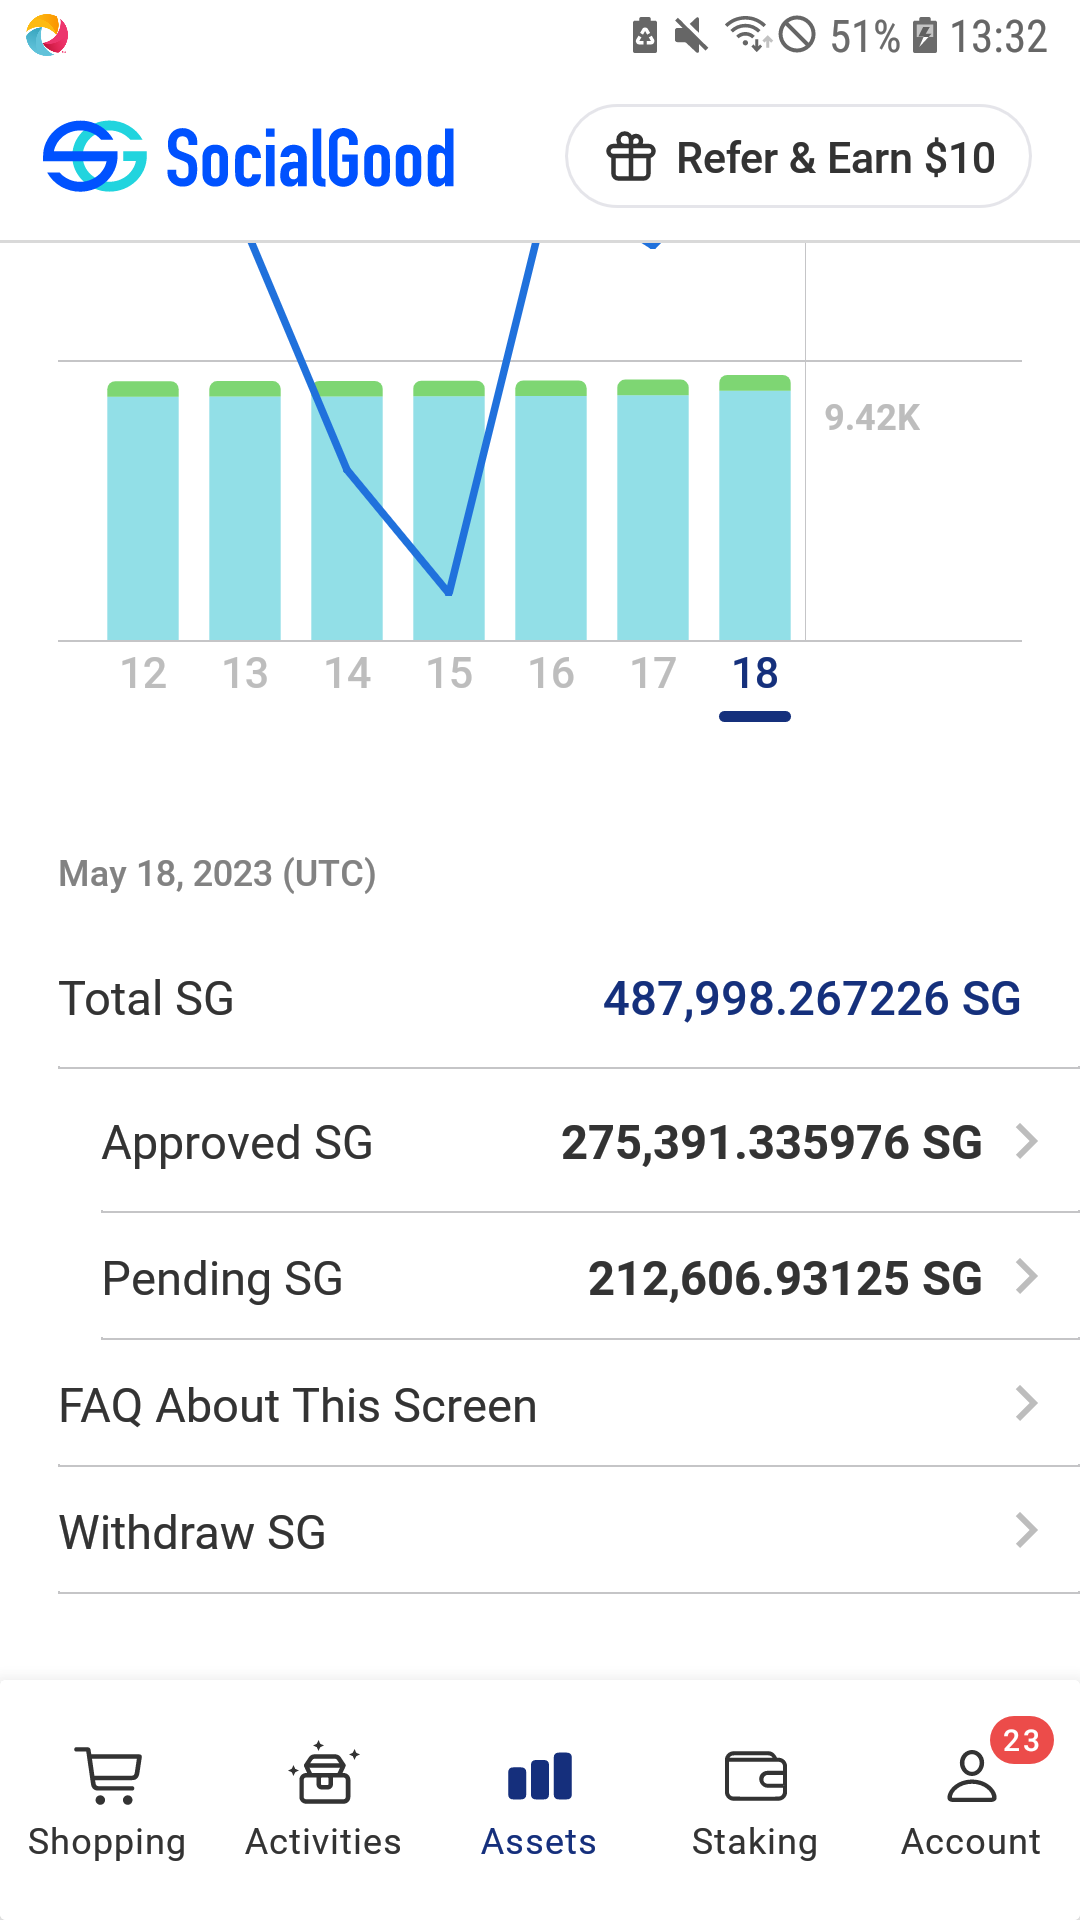 51% 13:32
SG SocialGood Refer & Earn $10
9.42K
12 13 14 15 16 17 18
May 18, 2023 (UTC)
Total SG 487,998.267226 SG
Approved SG 275,391.335976 SG
Pending SG 212,606.93125 SG
FAQ About This Screen
Withdraw SG
23
Shopping Activities Assets Staking Account